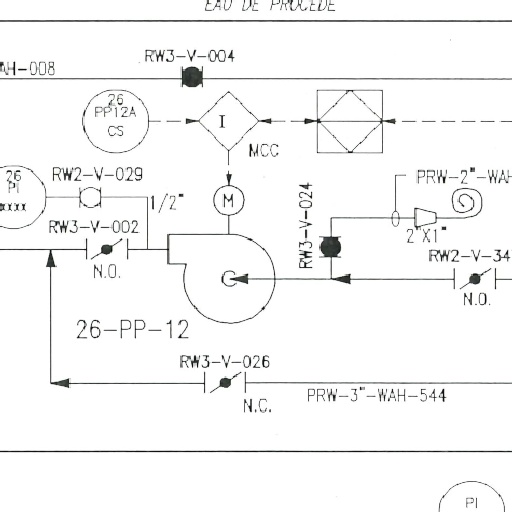 EAU DE PROCÉDÉ
RW3-V-004
AH-008
26
PP12A
CS
I
MCC
26
PI
xxxx
RW2-V-029
1/2"
M
RW3-V-024
PRW-2"-WAH
2"X1"
RW3-V-002
N.O.
RW2-V-34
N.O.
C
26-PP-12
RW3-V-026
N.C.
PRW-3"-WAH-544
PI